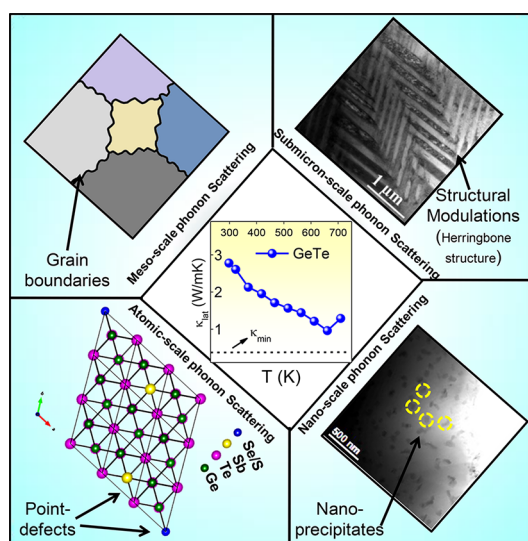 Meso-scale phonon Scattering
Grain
boundaries
Submicron-scale phonon Scattering
1 μm
Structural
Modulations
(Herringbone
structure)
300 400 500 600 700
GeTe
κlat (W/mK)
3
2
1
κmin
T (K)
Atomic-scale phonon Scattering
Se/S
Sb
Te
Ge
Point-
defects
Nano-scale phonon Scattering
500 nm
Nano-
precipitates